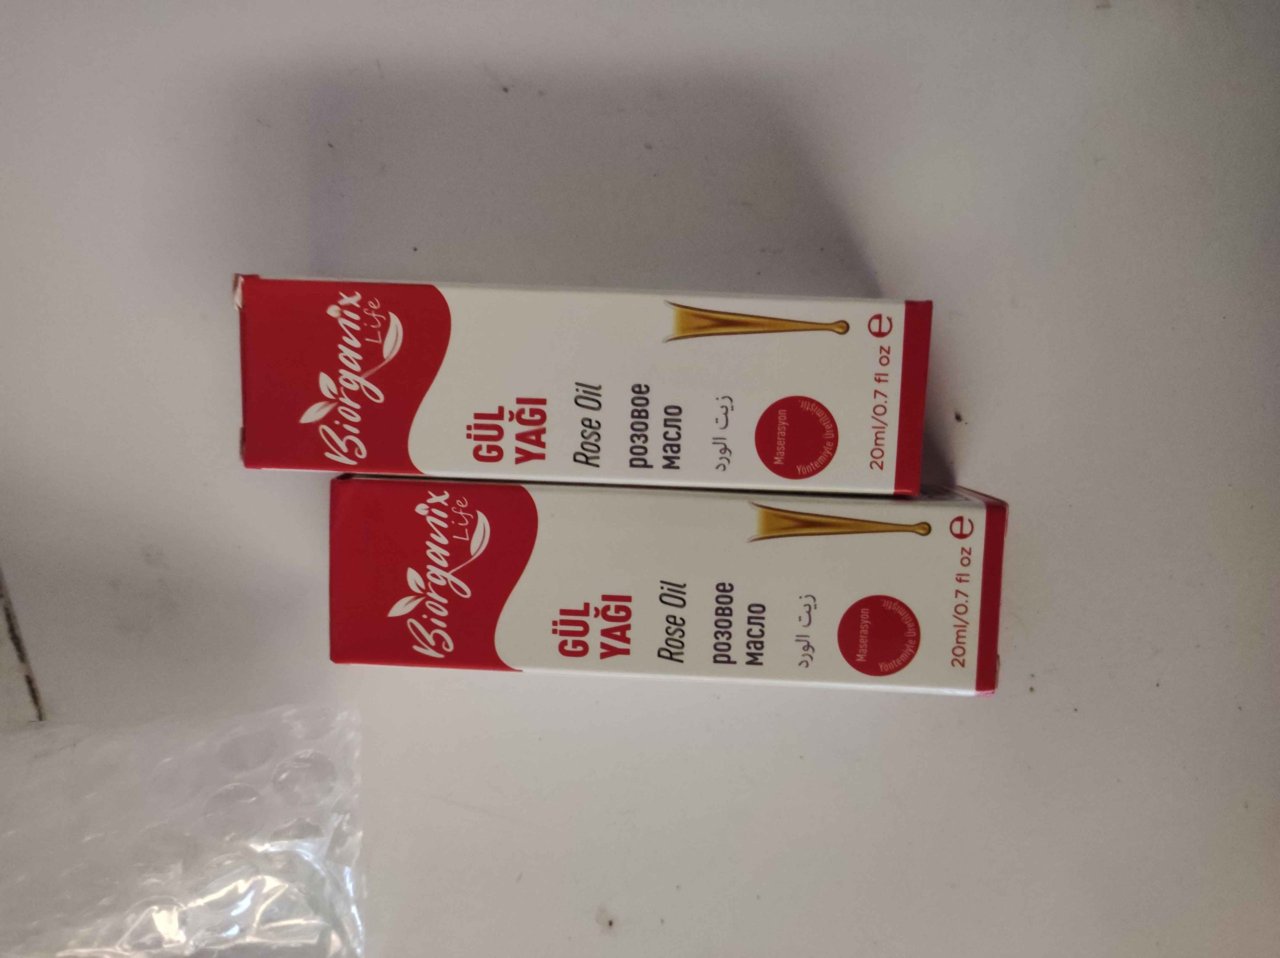 Biorganix
Life
GÜL
YAĞI
Rose Oil
розовое
масло
زيت الورد
Maserasyon
Yöntemiyle Üretilmiştir.
20ml/0.7 fl oz e
Biorganix
Life
GÜL
YAĞI
Rose Oil
розовое
масло
زيت الورد
Maserasyon
Yöntemiyle Üretilmiştir.
20ml/0.7 fl oz e